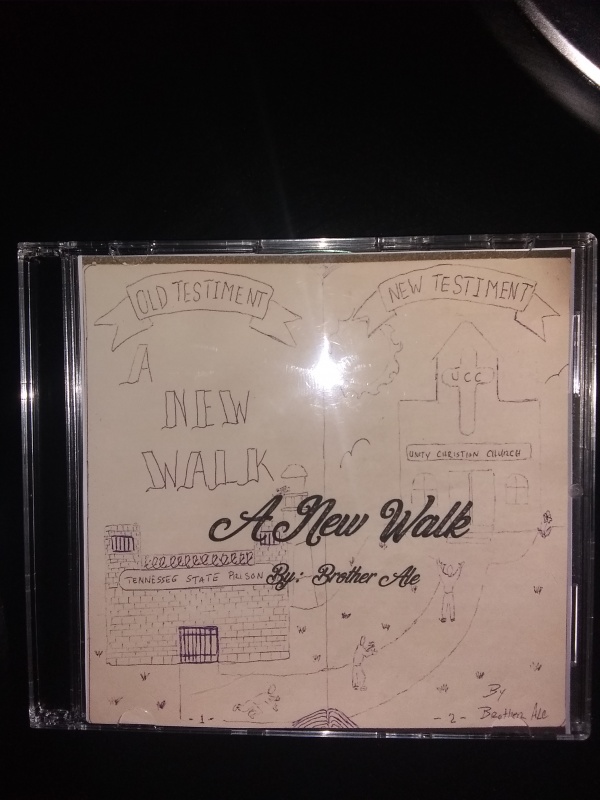 OLD TESTIMENT
NEW TESTIMENT
A
NEW
WALK
UCC
UNITY CHRISTIAN CHURCH
A New Walk
By: Brother Ale
TENNESSEE STATE PRISON
By
Brother Ale
-1-
-2-